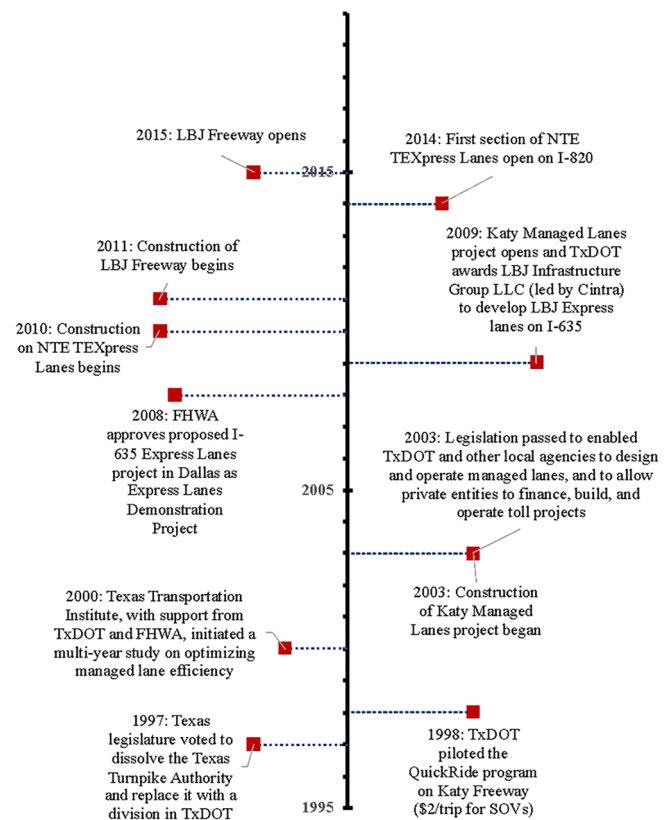 2015: LBJ Freeway opens
2014: First section of NTE
TEXpress Lanes open on I-820
2015
2009: Katy Managed Lanes
project opens and TxDOT
awards LBJ Infrastructure
Group LLC (led by Cintra)
to develop LBJ Express
lanes on I-635
2011: Construction of
LBJ Freeway begins
2010: Construction
on NTE TEXpress
Lanes begins
2008: FHWA
approves proposed I-
635 Express Lanes
project in Dallas as
Express Lanes
Demonstration
Project
2003: Legislation passed to enabled
TxDOT and other local agencies to design
and operate managed lanes, and to allow
private entities to finance, build, and
operate toll projects
2005
2003: Construction
of Katy Managed
Lanes project began
2000: Texas Transportation
Institute, with support from
TxDOT and FHWA, initiated a
multi-year study on optimizing
managed lane efficiency
1997: Texas
legislature voted to
dissolve the Texas
Turnpike Authority
and replace it with a
division in TxDOT
1998: TxDOT
piloted the
QuickRide program
on Katy Freeway
($2/trip for SOVs)
1995